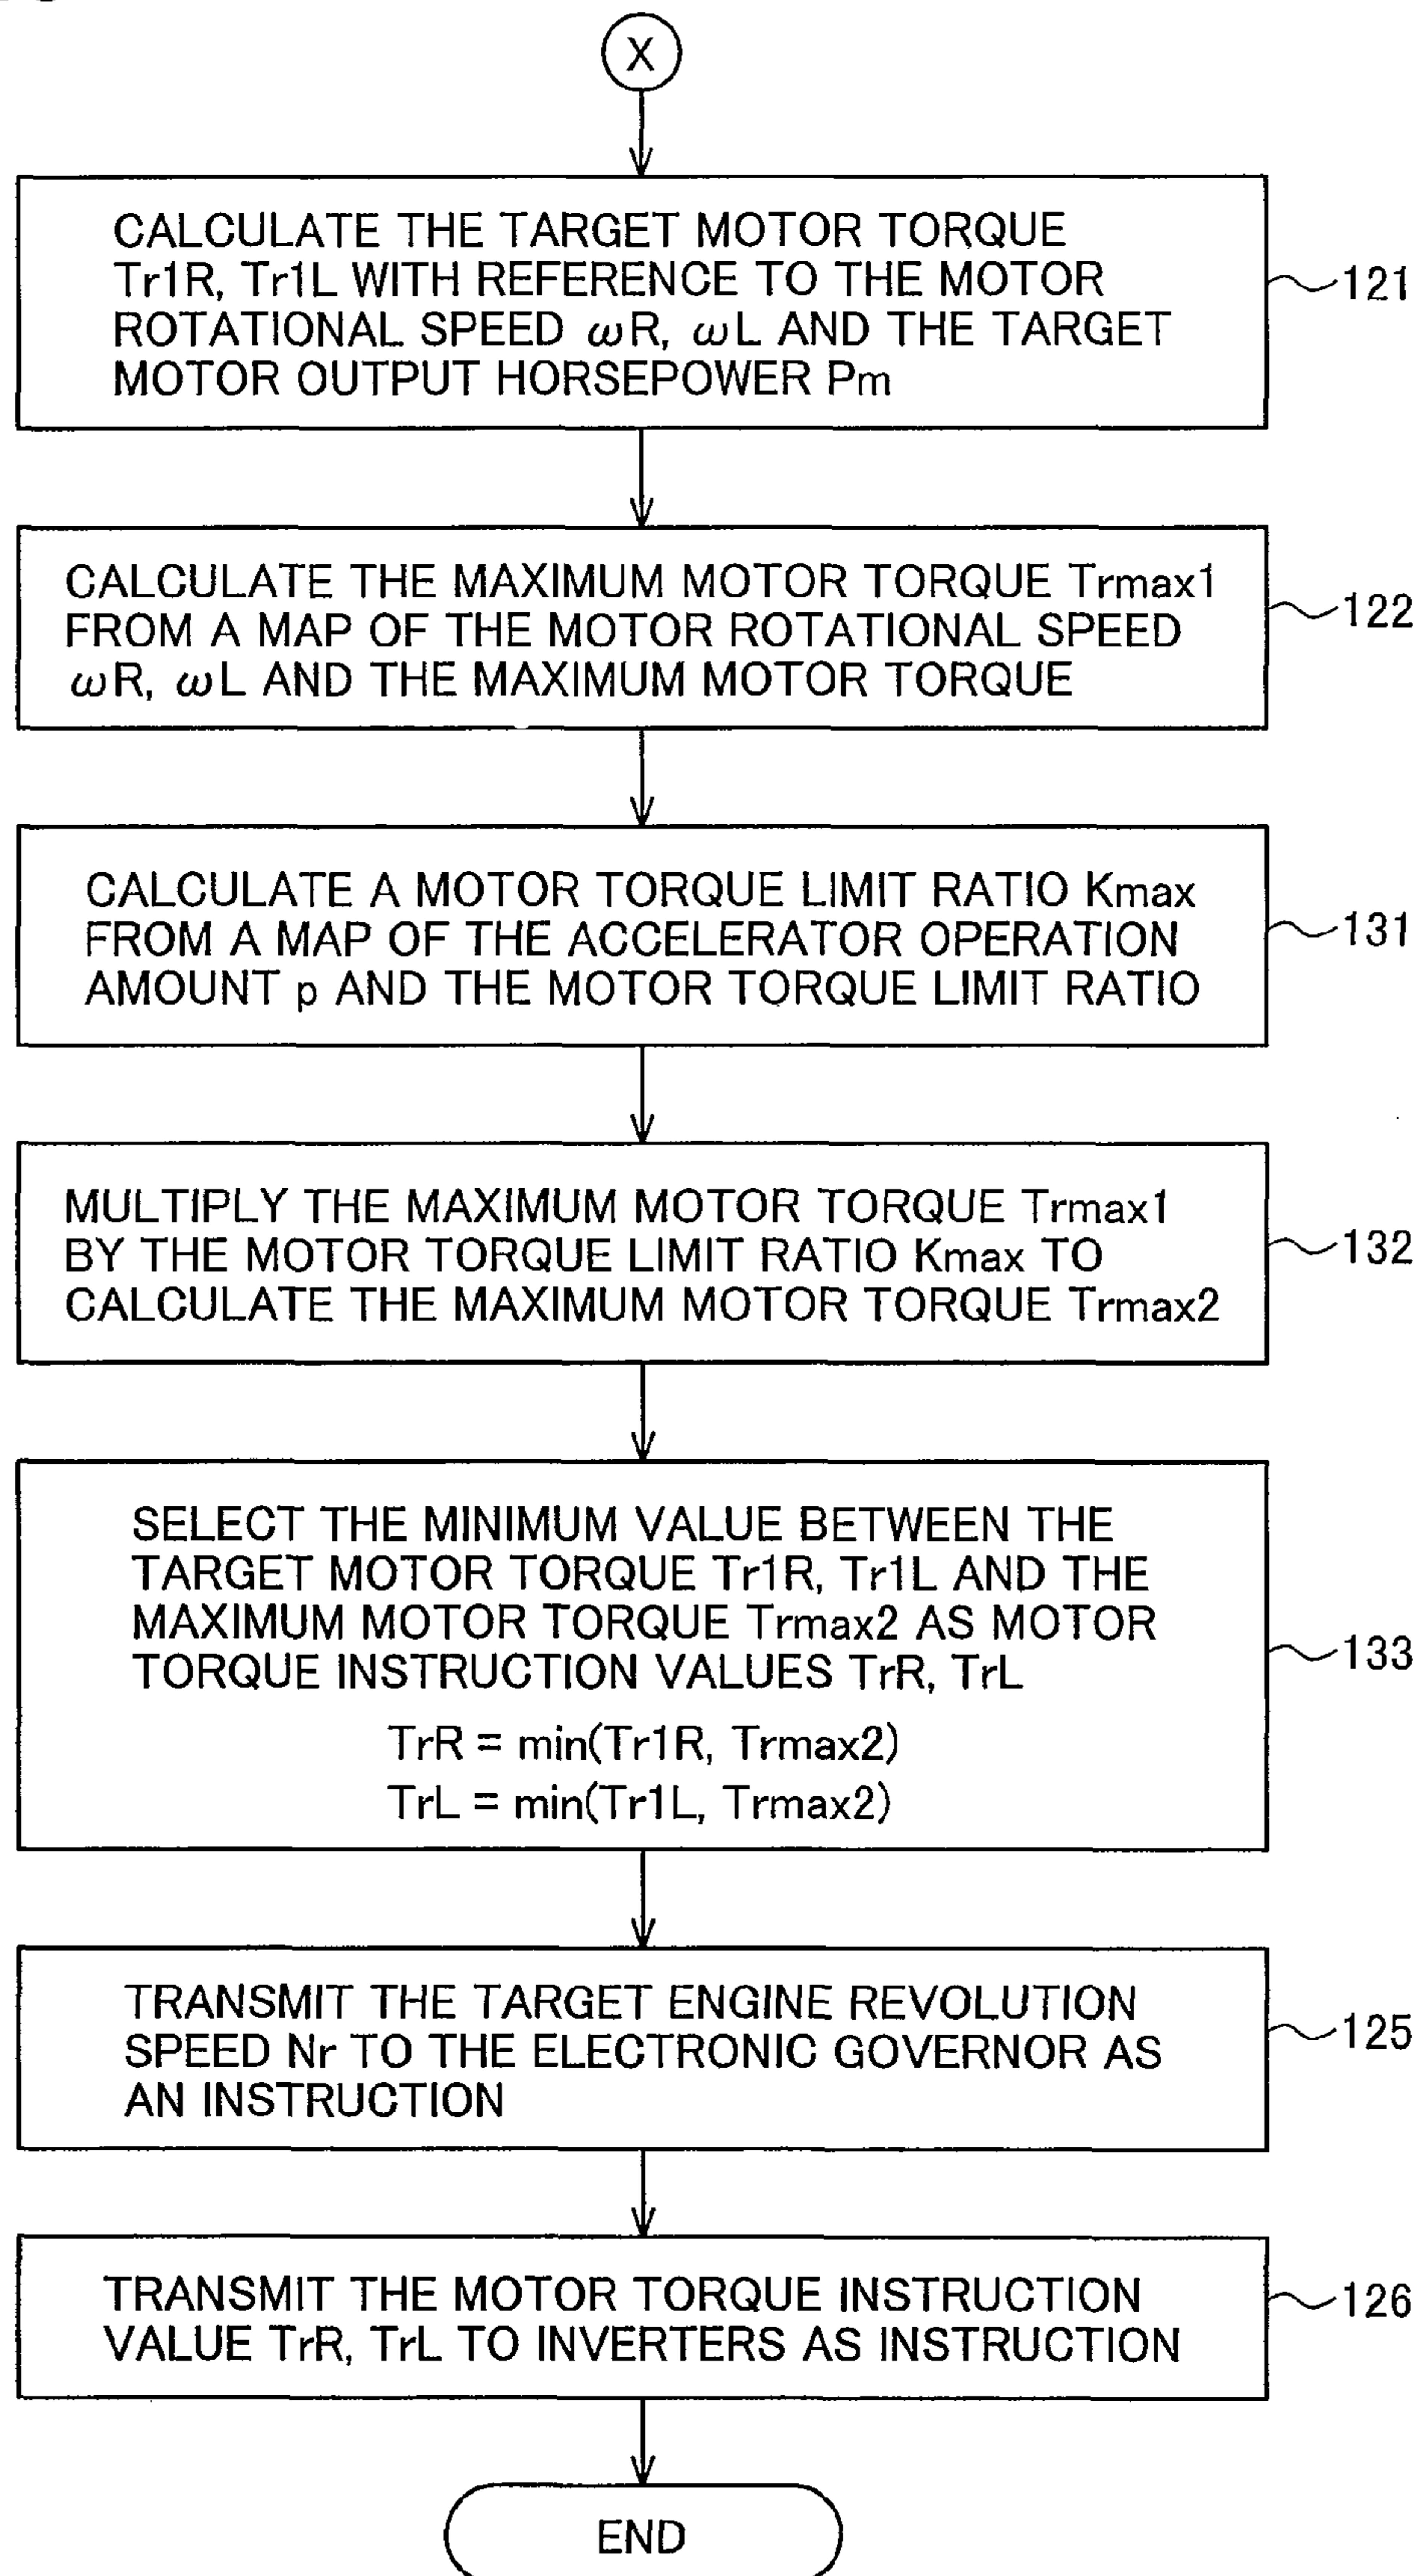 X
CALCULATE THE TARGET MOTOR TORQUE
Tr1R, Tr1L WITH REFERENCE TO THE MOTOR
ROTATIONAL SPEED ωR, ωL AND THE TARGET
MOTOR OUTPUT HORSEPOWER Pm
121
CALCULATE THE MAXIMUM MOTOR TORQUE Trmax1
FROM A MAP OF THE MOTOR ROTATIONAL SPEED
ωR, ωL AND THE MAXIMUM MOTOR TORQUE
122
CALCULATE A MOTOR TORQUE LIMIT RATIO Kmax
FROM A MAP OF THE ACCELERATOR OPERATION
AMOUNT p AND THE MOTOR TORQUE LIMIT RATIO
131
MULTIPLY THE MAXIMUM MOTOR TORQUE Trmax1
BY THE MOTOR TORQUE LIMIT RATIO Kmax TO
CALCULATE THE MAXIMUM MOTOR TORQUE Trmax2
132
SELECT THE MINIMUM VALUE BETWEEN THE
TARGET MOTOR TORQUE Tr1R, Tr1L AND THE
MAXIMUM MOTOR TORQUE Trmax2 AS MOTOR
TORQUE INSTRUCTION VALUES TrR, TrL
TrR = min(Tr1R, Trmax2)
TrL = min(Tr1L, Trmax2)
133
TRANSMIT THE TARGET ENGINE REVOLUTION
SPEED Nr TO THE ELECTRONIC GOVERNOR AS
AN INSTRUCTION
125
TRANSMIT THE MOTOR TORQUE INSTRUCTION
VALUE TrR, TrL TO INVERTERS AS INSTRUCTION
126
END